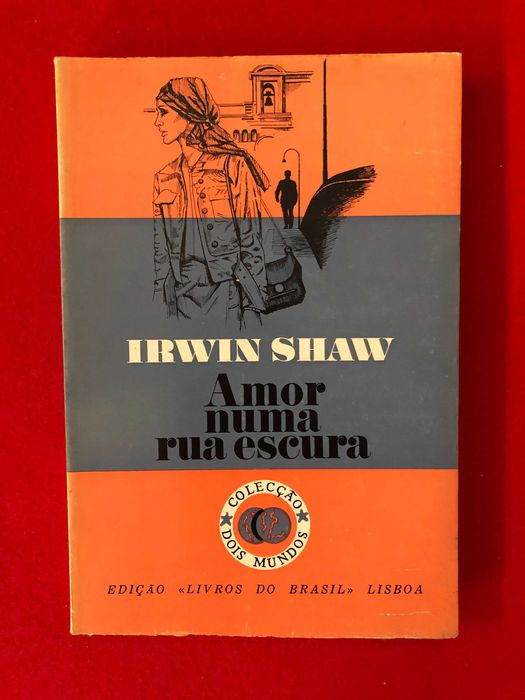 IRWIN SHAW
Amor
numa
rua escura
COLECÇÃO
DOIS MUNDOS
EDIÇÃO «LIVROS DO BRASIL» LISBOA